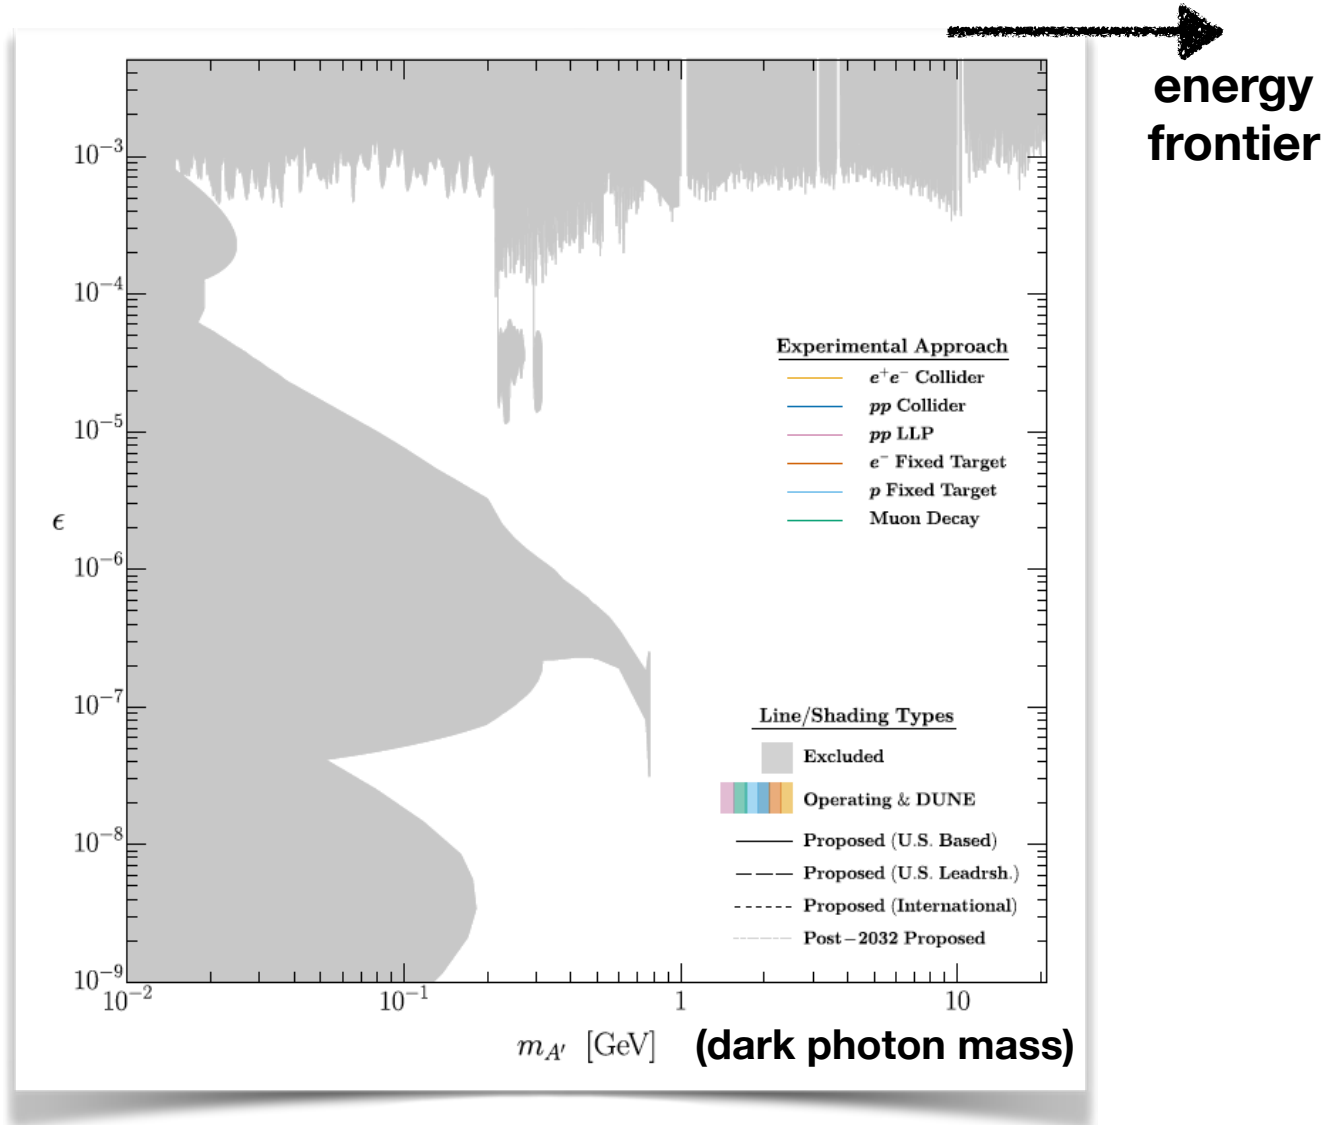 energy
frontier
10⁻³
10⁻⁴
10⁻⁵
10⁻⁶
10⁻⁷
10⁻⁸
10⁻⁹
ϵ
Experimental Approach
e⁺e⁻ Collider
pp Collider
pp LLP
e⁻ Fixed Target
p Fixed Target
Muon Decay
Line/Shading Types
Excluded
Operating & DUNE
Proposed (U.S. Based)
Proposed (U.S. Leadrsh.)
Proposed (International)
Post−2032 Proposed
10⁻² 10⁻¹ 1 10
m_A′ [GeV] (dark photon mass)